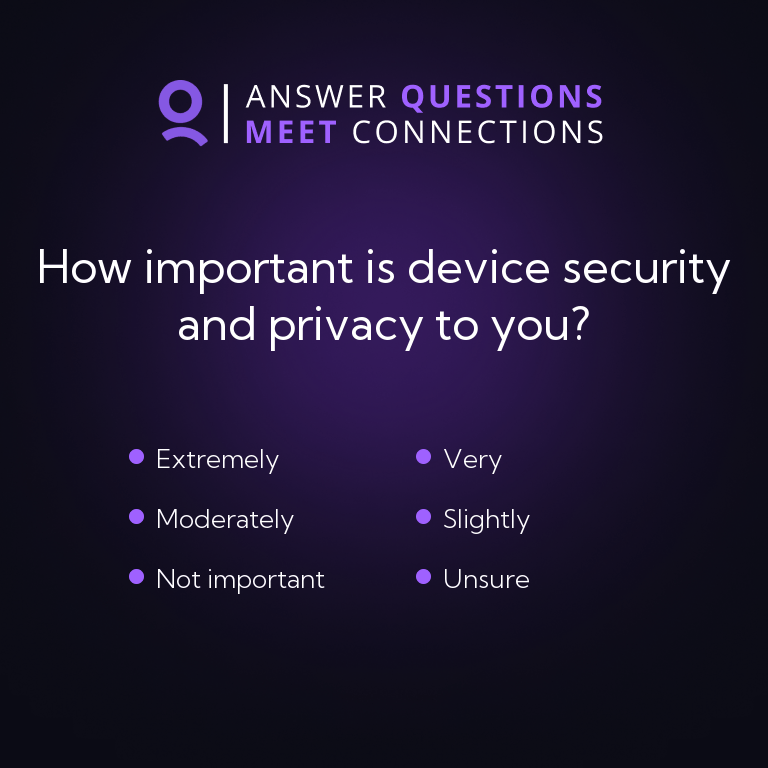 ANSWER QUESTIONS
MEET CONNECTIONS
How important is device security
and privacy to you?
Extremely
Very
Moderately
Slightly
Not important
Unsure